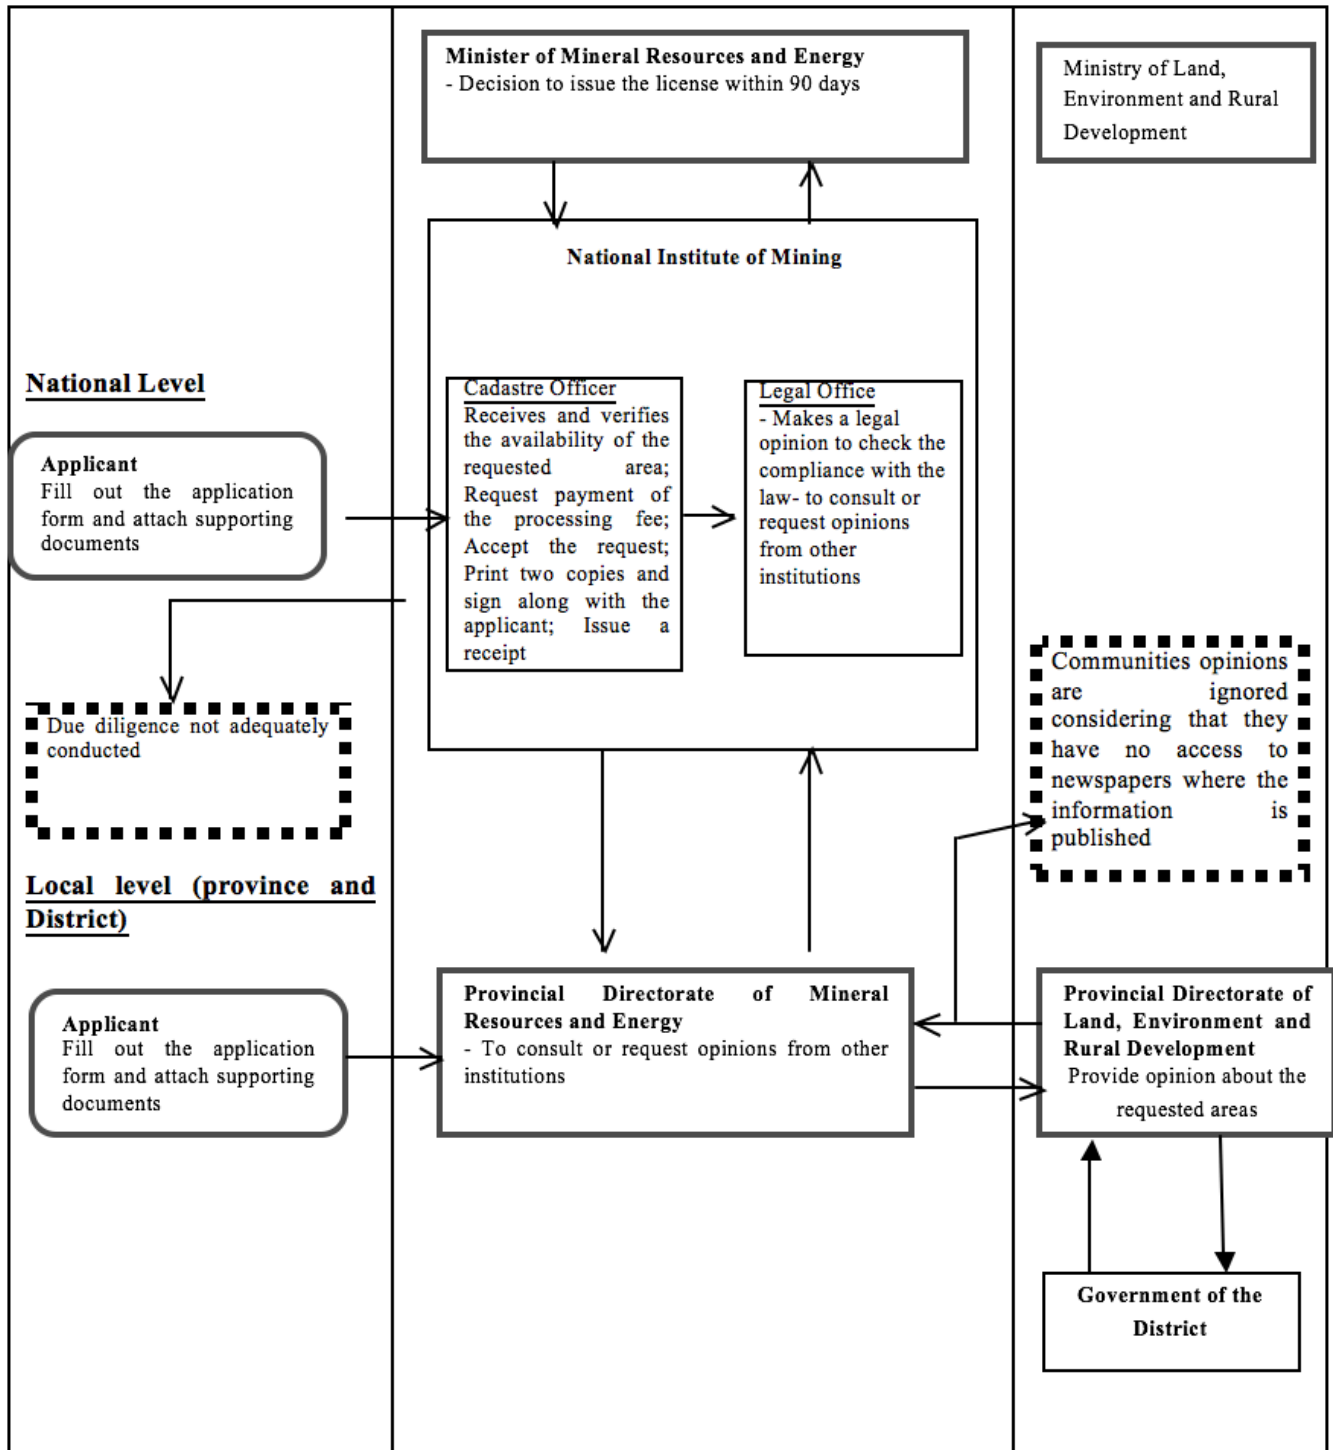 Minister of Mineral Resources and Energy
- Decision to issue the license within 90 days
Ministry of Land,
Environment and Rural
Development
National Institute of Mining
National Level
Applicant
Fill out the application
form and attach supporting
documents
Cadastre Officer
Receives and verifies
the availability of the
requested area;
Request payment of
the processing fee;
Accept the request;
Print two copies and
sign along with the
applicant; Issue a
receipt
Legal Office
- Makes a legal
opinion to check the
compliance with the
law- to consult or
request opinions
from other
institutions
Due diligence not adequately
conducted
Communities opinions
are ignored
considering that they
have no access to
newspapers where the
information is
published
Local level (province and
District)
Applicant
Fill out the application
form and attach supporting
documents
Provincial Directorate of Mineral
Resources and Energy
- To consult or request opinions from other
institutions
Provincial Directorate of
Land, Environment and
Rural Development
Provide opinion about the
requested areas
Government of the
District